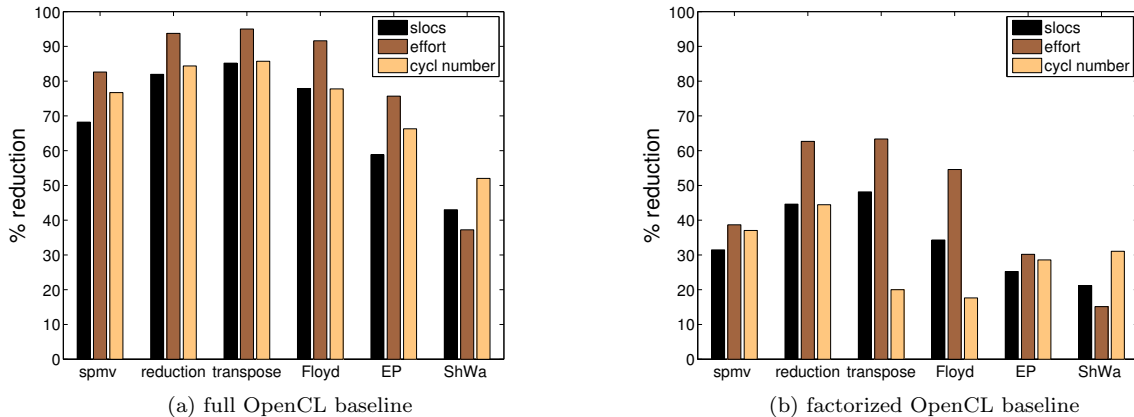 100
90
80
70
60
50
40
30
20
10
0
% reduction
slocs
effort
cycl number
spmv reduction transpose Floyd EP ShWa
(a) full OpenCL baseline
100
90
80
70
60
50
40
30
20
10
0
% reduction
slocs
effort
cycl number
spmv reduction transpose Floyd EP ShWa
(b) factorized OpenCL baseline